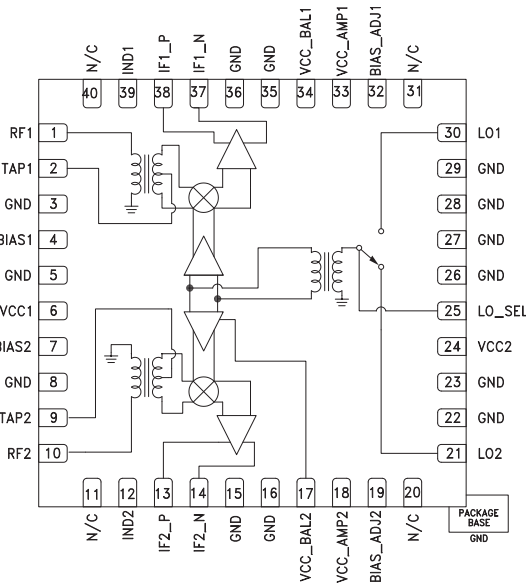 N/C
IND1
IF1_P
IF1_N
GND
GND
VCC_BAL1
VCC_AMP1
BIAS_ADJ1
N/C
40
39
38
37
36
35
34
33
32
31
RF1 1
TAP1 2
GND 3
BIAS1 4
GND 5
VCC1 6
BIAS2 7
GND 8
TAP2 9
RF2 10
30 LO1
29 GND
28 GND
27 GND
26 GND
25 LO_SEL
24 VCC2
23 GND
22 GND
21 LO2
11
12
13
14
15
16
17
18
19
20
N/C
IND2
IF2_P
IF2_N
GND
GND
VCC_BAL2
VCC_AMP2
BIAS_ADJ2
N/C
PACKAGE
BASE
GND